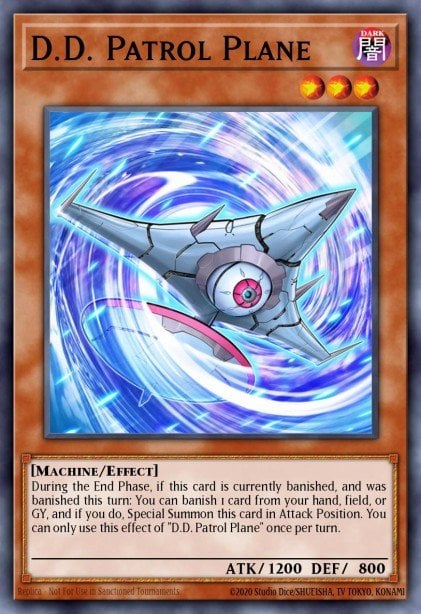 D.D. Patrol Plane
DARK
闇
[Machine/Effect]
During the End Phase, if this card is currently banished, and was
banished this turn: You can banish 1 card from your hand, field, or
GY, and if you do, Special Summon this card in Attack Position. You
can only use this effect of "D.D. Patrol Plane" once per turn.
ATK/1200 DEF/ 800
Replica - Not For Use in Sanctioned Tournaments. ©2020 Studio Dice/SHUEISHA, TV TOKYO, KONAMI